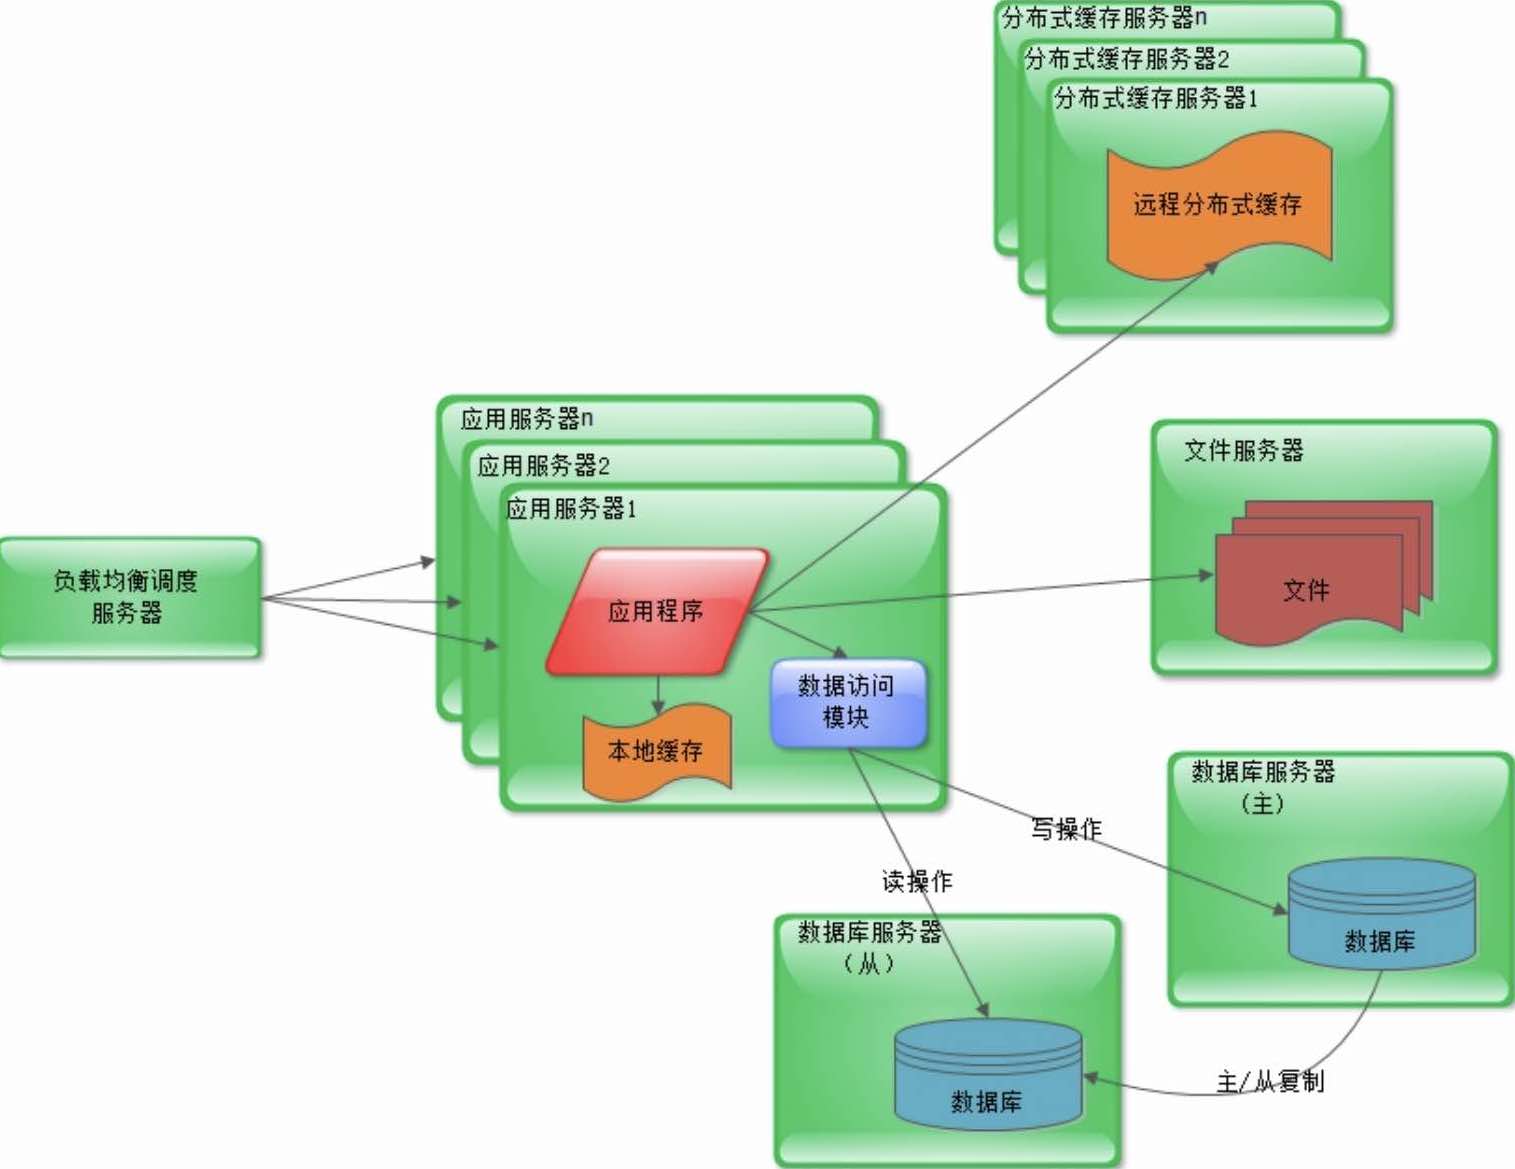 分布式缓存服务器n
分布式缓存服务器2
分布式缓存服务器1
远程分布式缓存
应用服务器n
应用服务器2
应用服务器1
应用程序
本地缓存
数据访问
模块
负载均衡调度
服务器
文件服务器
文件
数据库服务器
（主）
数据库
写操作
读操作
数据库服务器
（从）
数据库
主/从复制